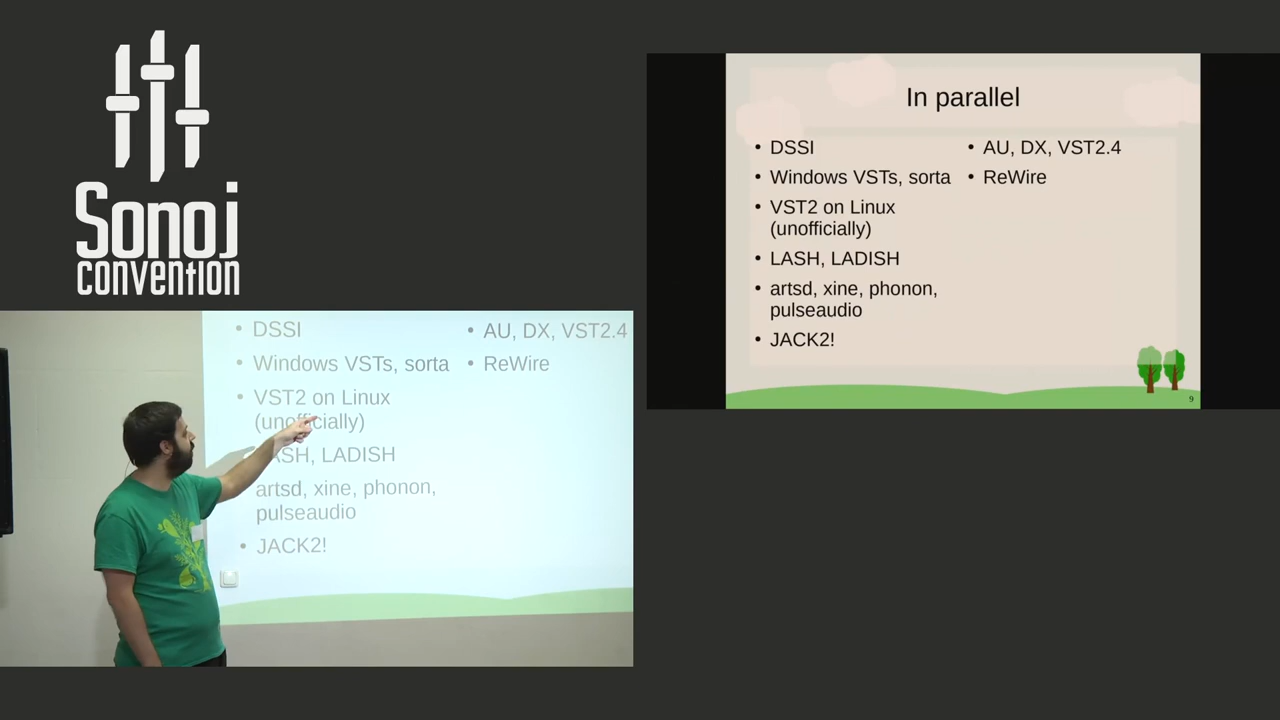 Sonoj
convention
In parallel
• DSSI
• Windows VSTs, sorta
• VST2 on Linux
(unofficially)
• LASH, LADISH
• artsd, xine, phonon,
pulseaudio
• JACK2!
• AU, DX, VST2.4
• ReWire
9
• DSSI
• Windows VSTs, sorta
• VST2 on Linux
(unofficially)
LASH, LADISH
artsd, xine, phonon,
pulseaudio
• JACK2!
• AU, DX, VST2.4
• ReWire